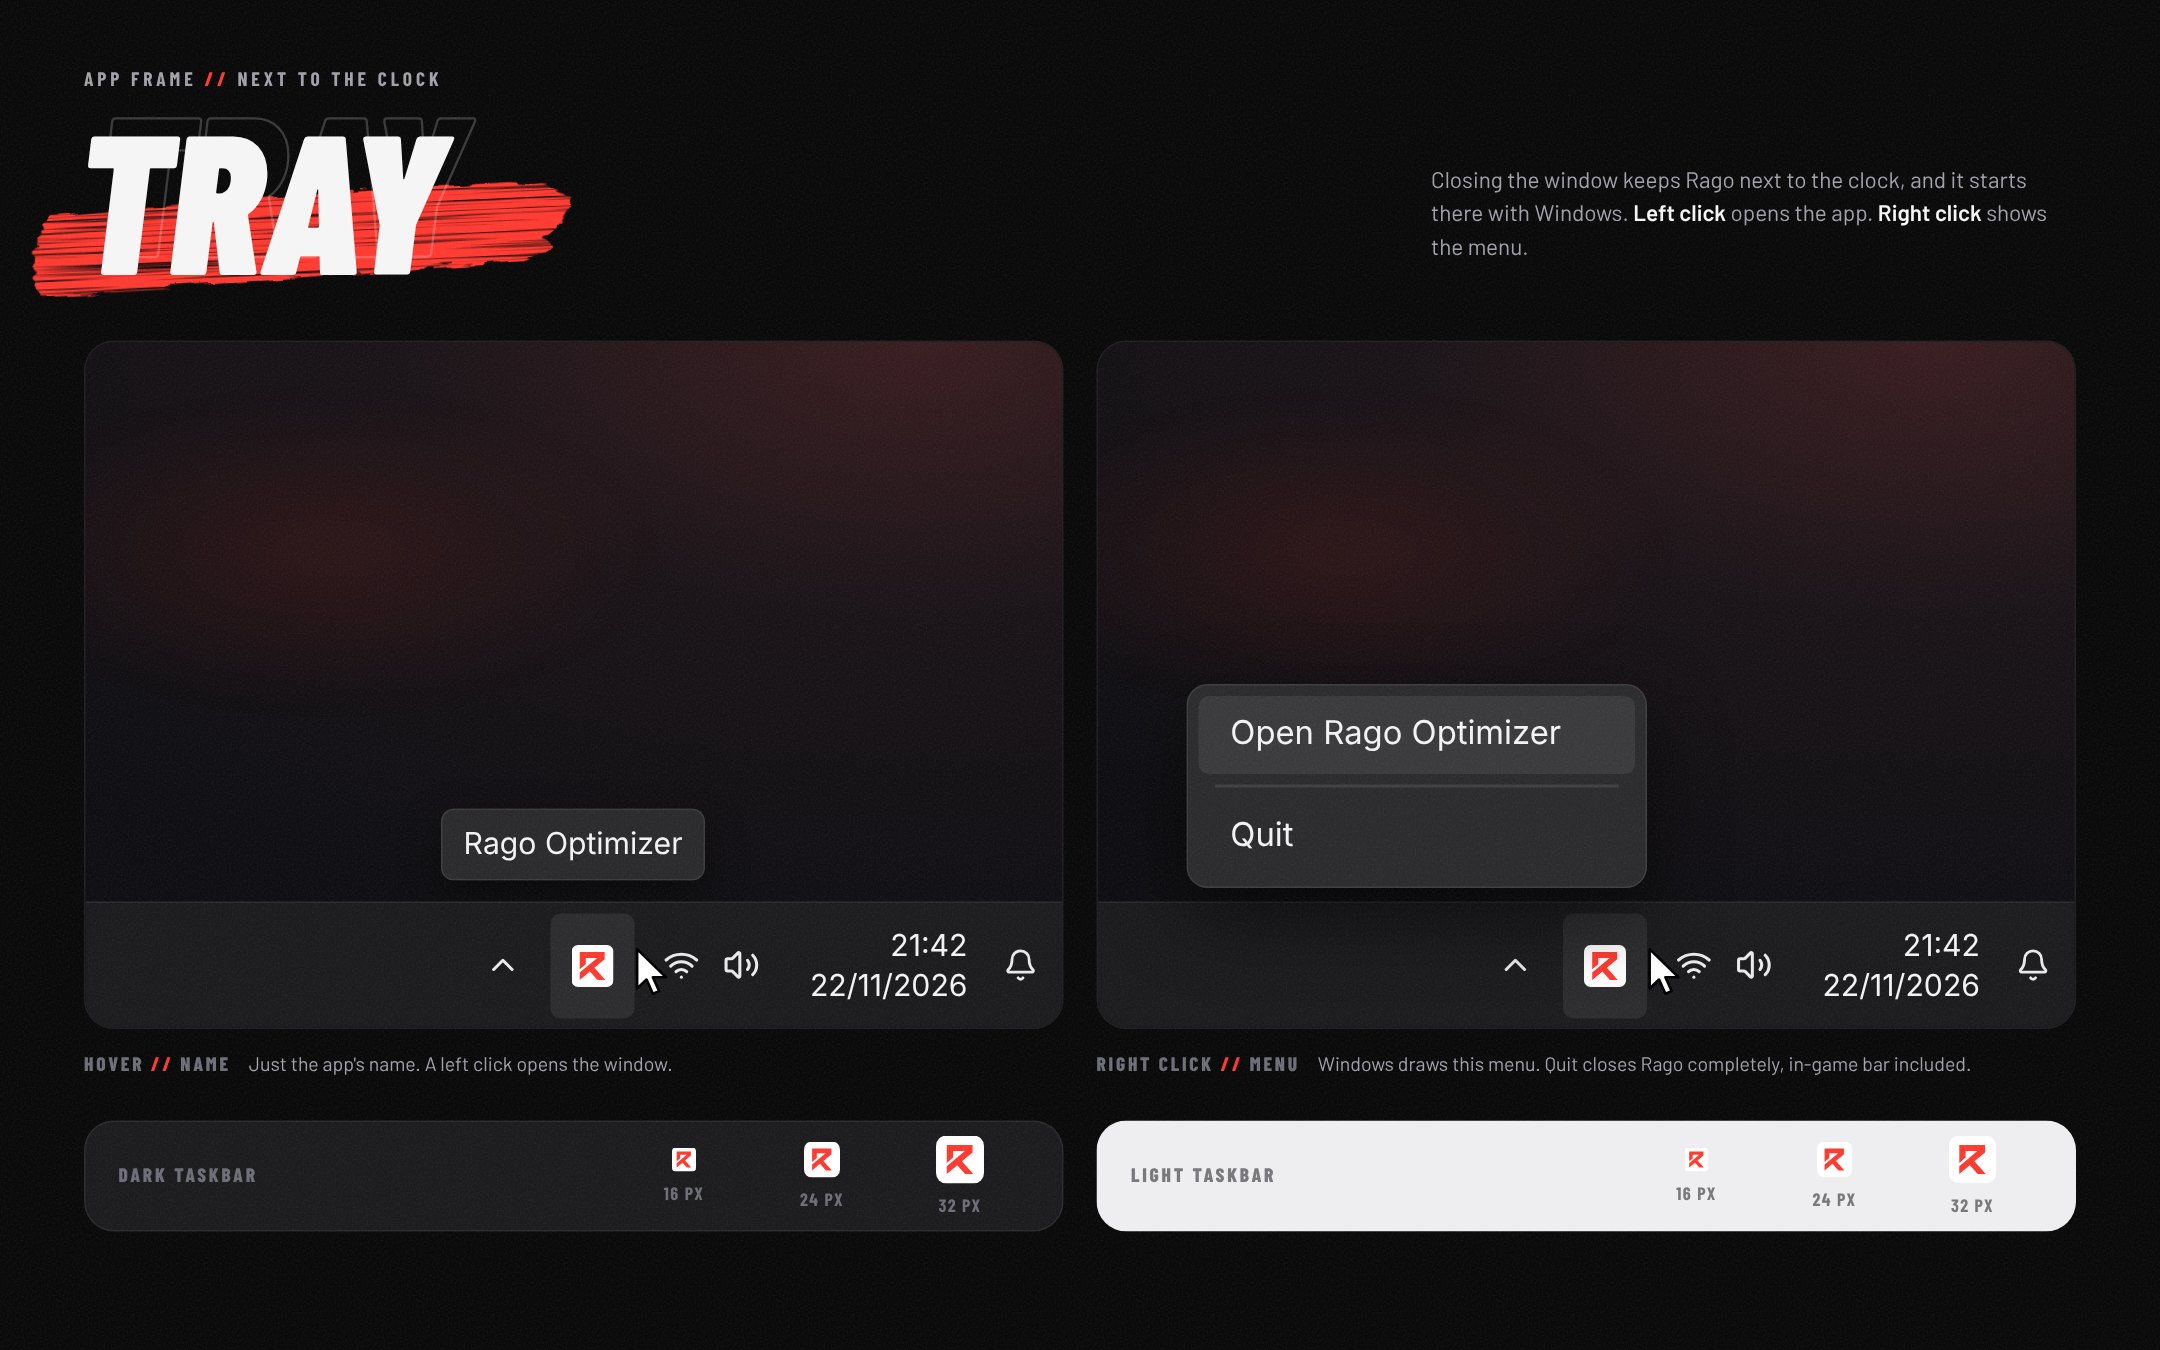 APP FRAME // NEXT TO THE CLOCK
TRAY
Closing the window keeps Rago next to the clock, and it starts
there with Windows. Left click opens the app. Right click shows
the menu.
Rago Optimizer
21:42
22/11/2026
Open Rago Optimizer
Quit
21:42
22/11/2026
HOVER // NAME Just the app's name. A left click opens the window.
RIGHT CLICK // MENU Windows draws this menu. Quit closes Rago completely, in-game bar included.
DARK TASKBAR
16 PX
24 PX
32 PX
LIGHT TASKBAR
16 PX
24 PX
32 PX